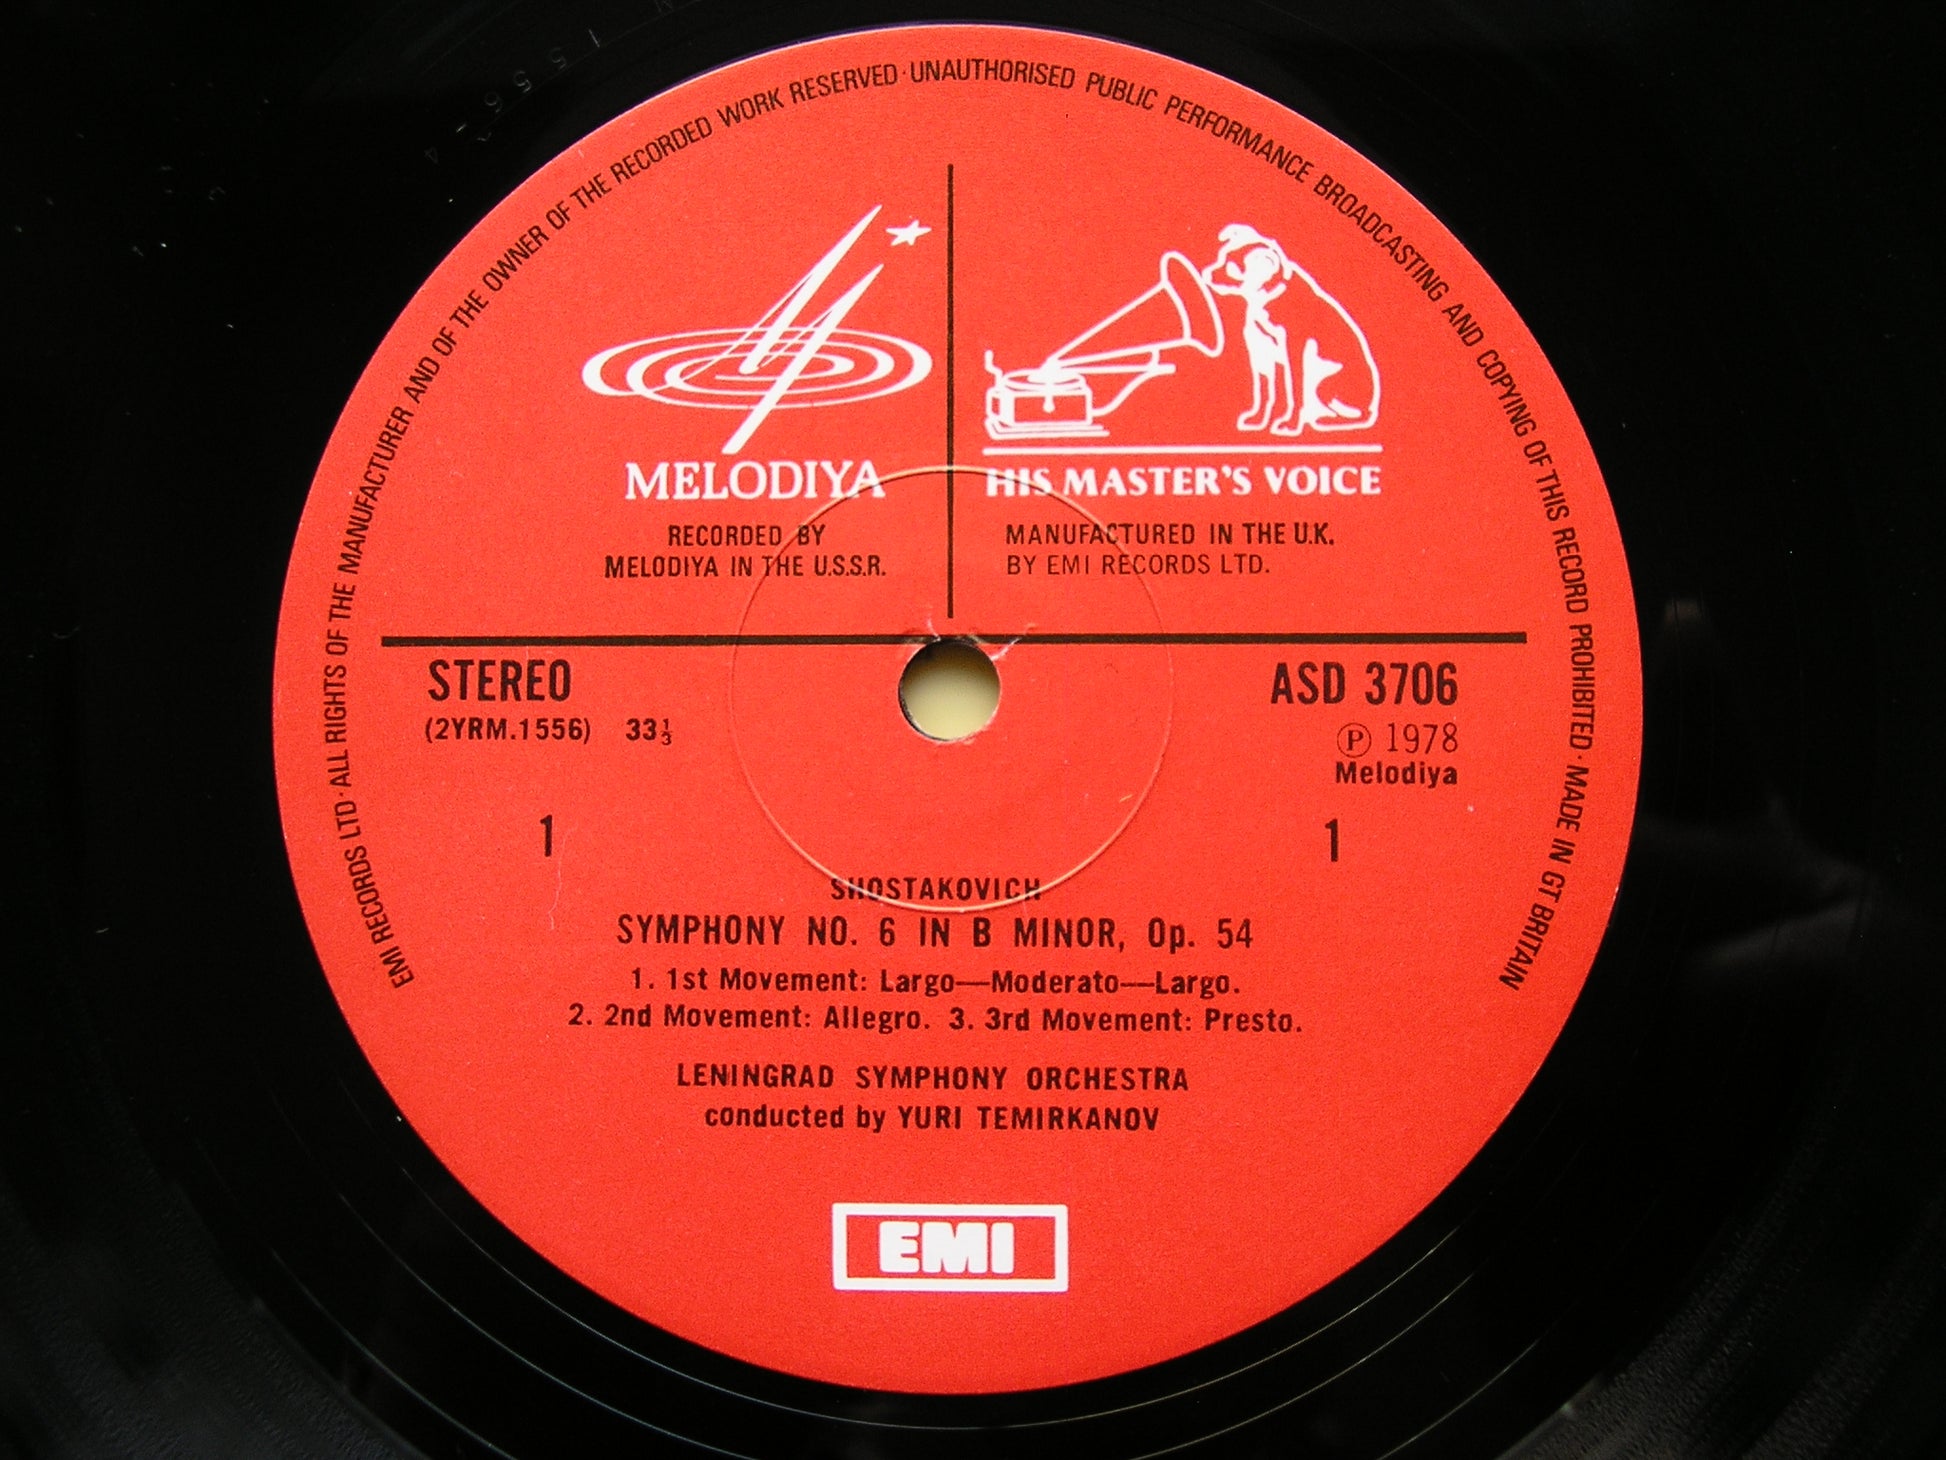 EMI RECORDS LTD · ALL RIGHTS OF THE MANUFACTURER AND OF THE OWNER OF THE RECORDED WORK RESERVED · UNAUTHORISED PUBLIC PERFORMANCE BROADCASTING AND COPYING OF THIS RECORD PROHIBITED · MADE IN GT BRITAIN
MELODIYA
RECORDED BY
MELODIYA IN THE U.S.S.R.
HIS MASTER'S VOICE
MANUFACTURED IN THE U.K.
BY EMI RECORDS LTD.
STEREO
(2YRM.1556) 33⅓
ASD 3706
Ⓟ 1978
Melodiya
1
1
SHOSTAKOVICH
SYMPHONY NO. 6 IN B MINOR, Op. 54
1. 1st Movement: Largo—Moderato—Largo.
2. 2nd Movement: Allegro. 3. 3rd Movement: Presto.
LENINGRAD SYMPHONY ORCHESTRA
conducted by YURI TEMIRKANOV
EMI